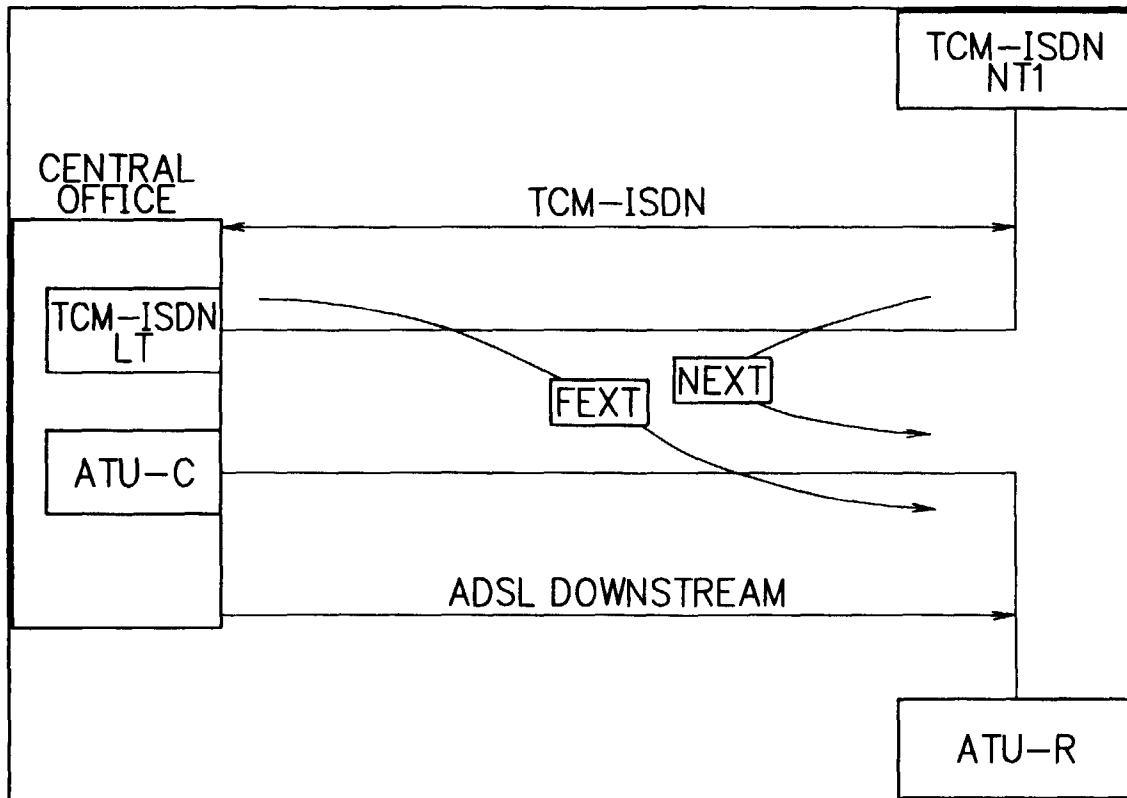 TCM-ISDN
NT1
CENTRAL
OFFICE
TCM-ISDN
TCM-ISDN
LT
NEXT
FEXT
ATU-C
ADSL DOWNSTREAM
ATU-R